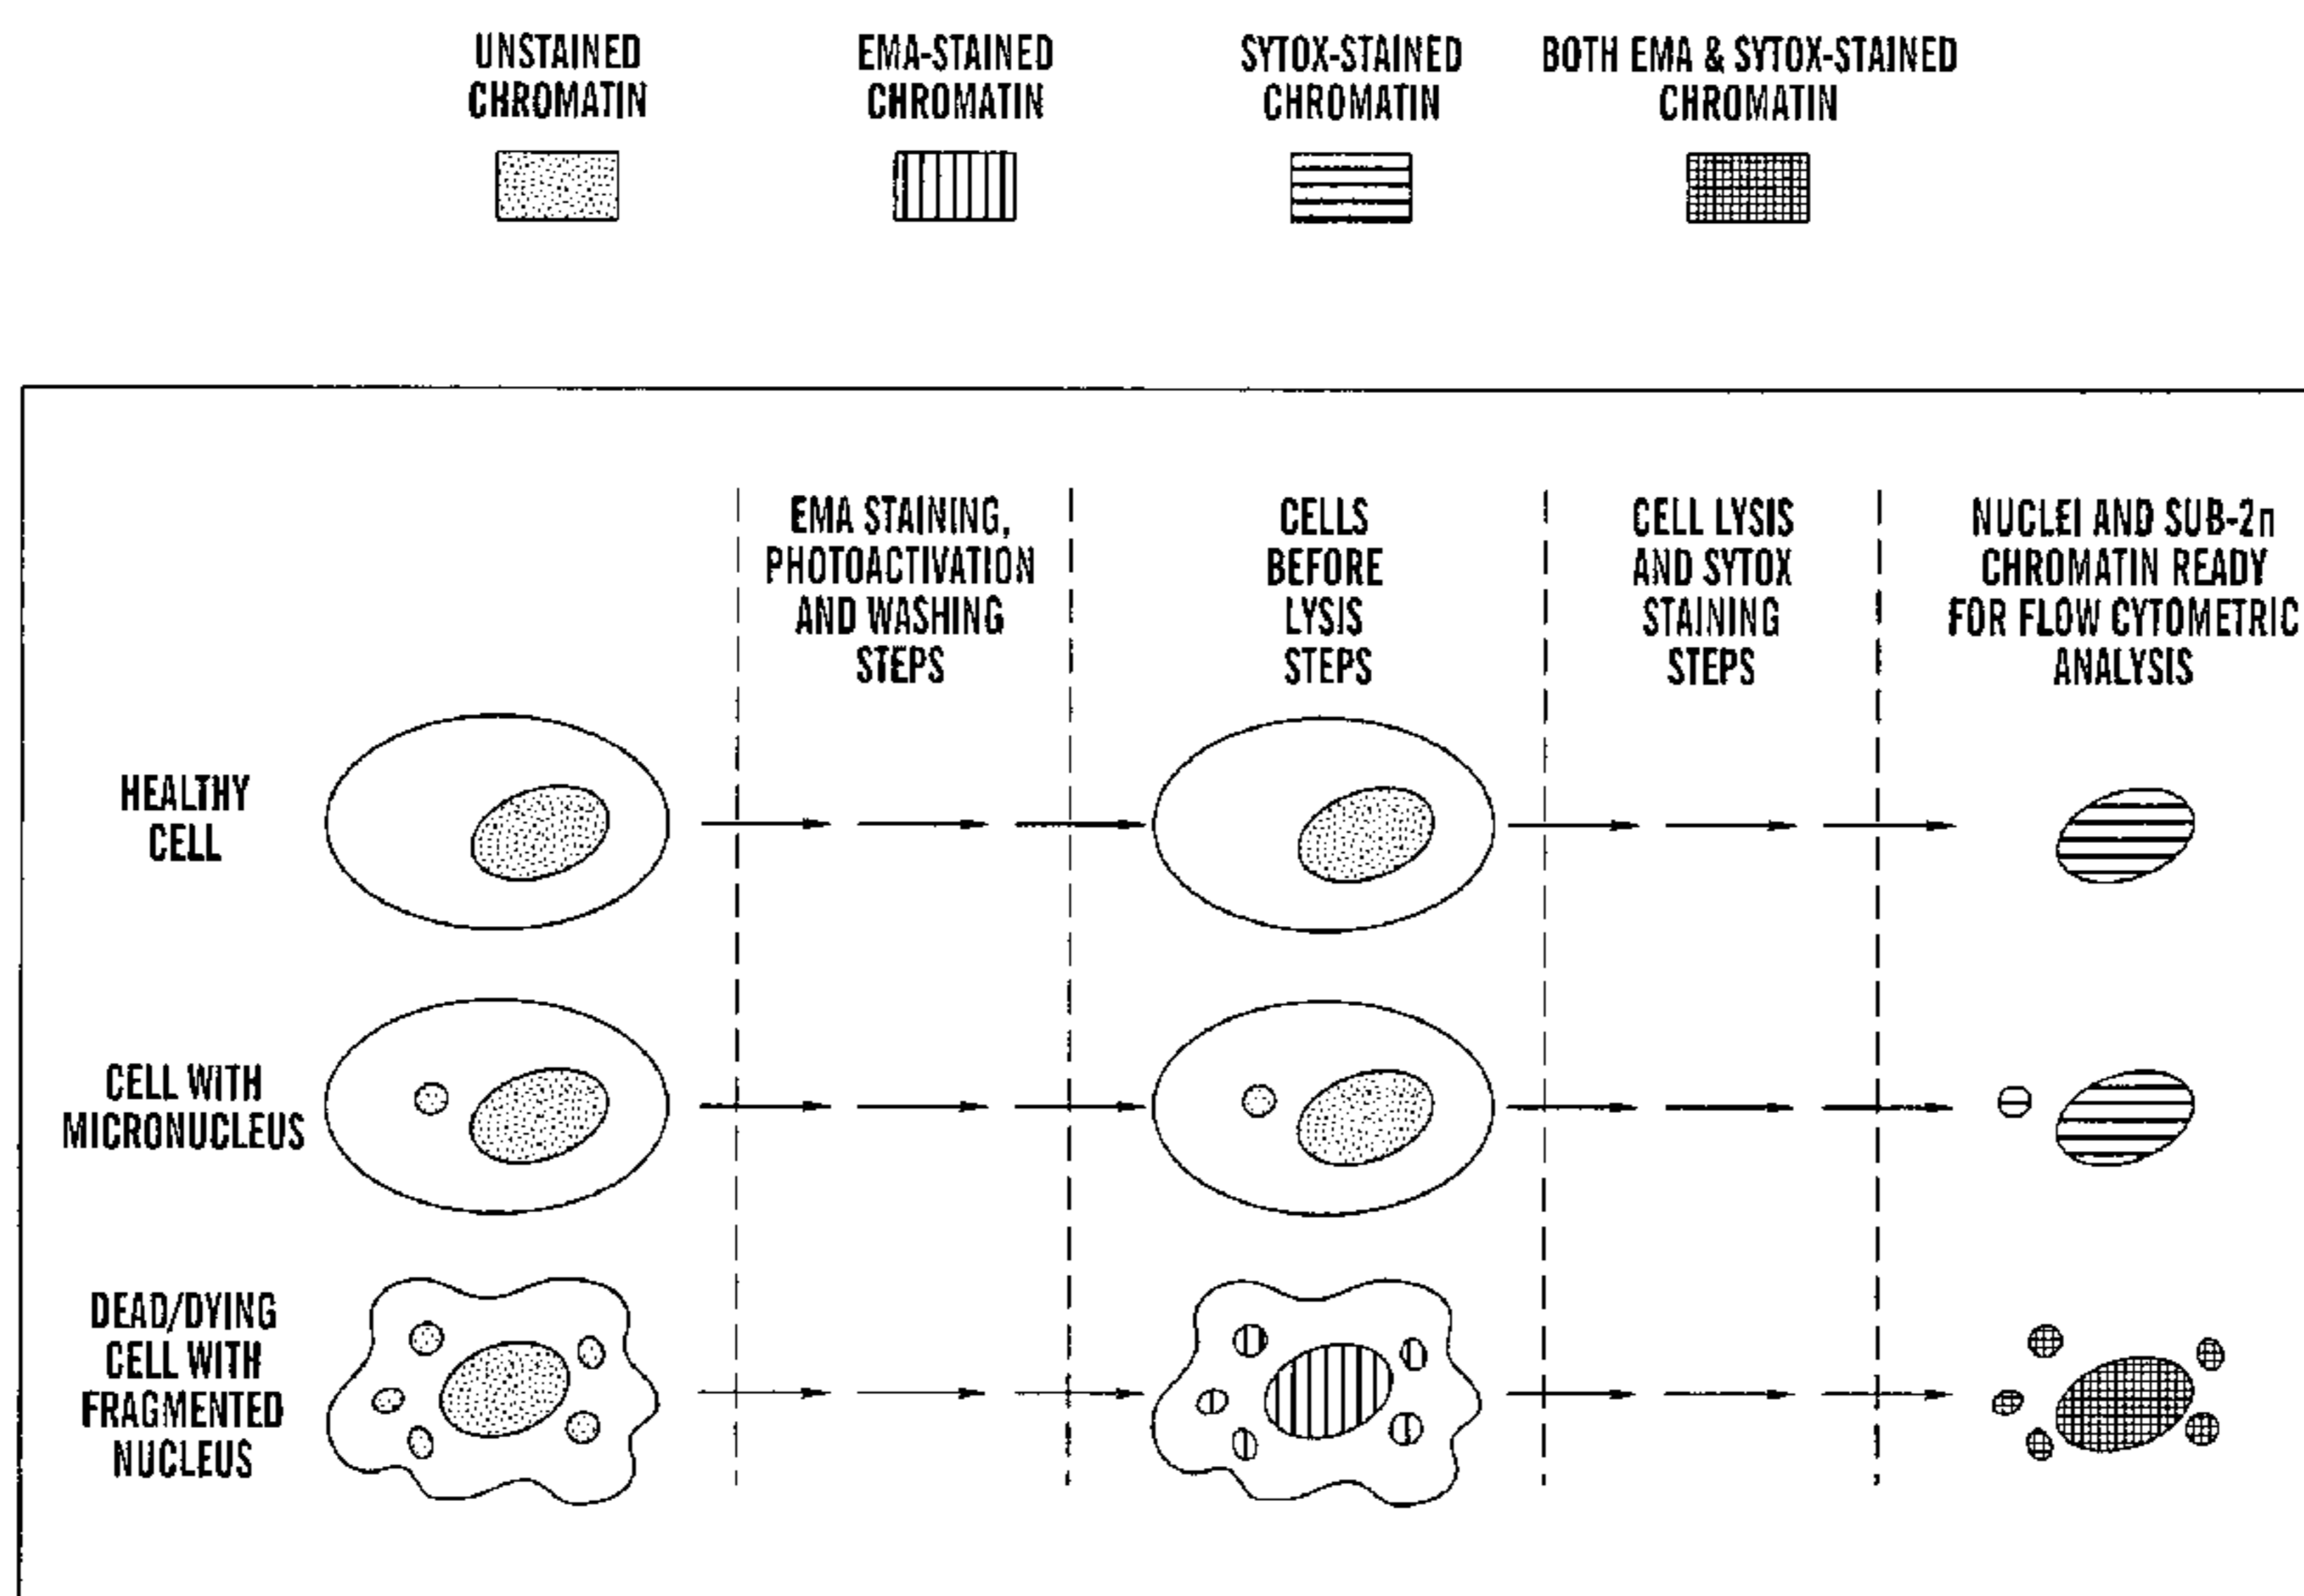 UNSTAINED
CHROMATIN
EMA-STAINED
CHROMATIN
SYTOX-STAINED
CHROMATIN
BOTH EMA & SYTOX-STAINED
CHROMATIN
EMA STAINING,
PHOTOACTIVATION
AND WASHING
STEPS
CELLS
BEFORE
LYSIS
STEPS
CELL LYSIS
AND SYTOX
STAINING
STEPS
NUCLEI AND SUB-2n
CHROMATIN READY
FOR FLOW CYTOMETRIC
ANALYSIS
HEALTHY
CELL
CELL WITH
MICRONUCLEUS
DEAD/DYING
CELL WITH
FRAGMENTED
NUCLEUS